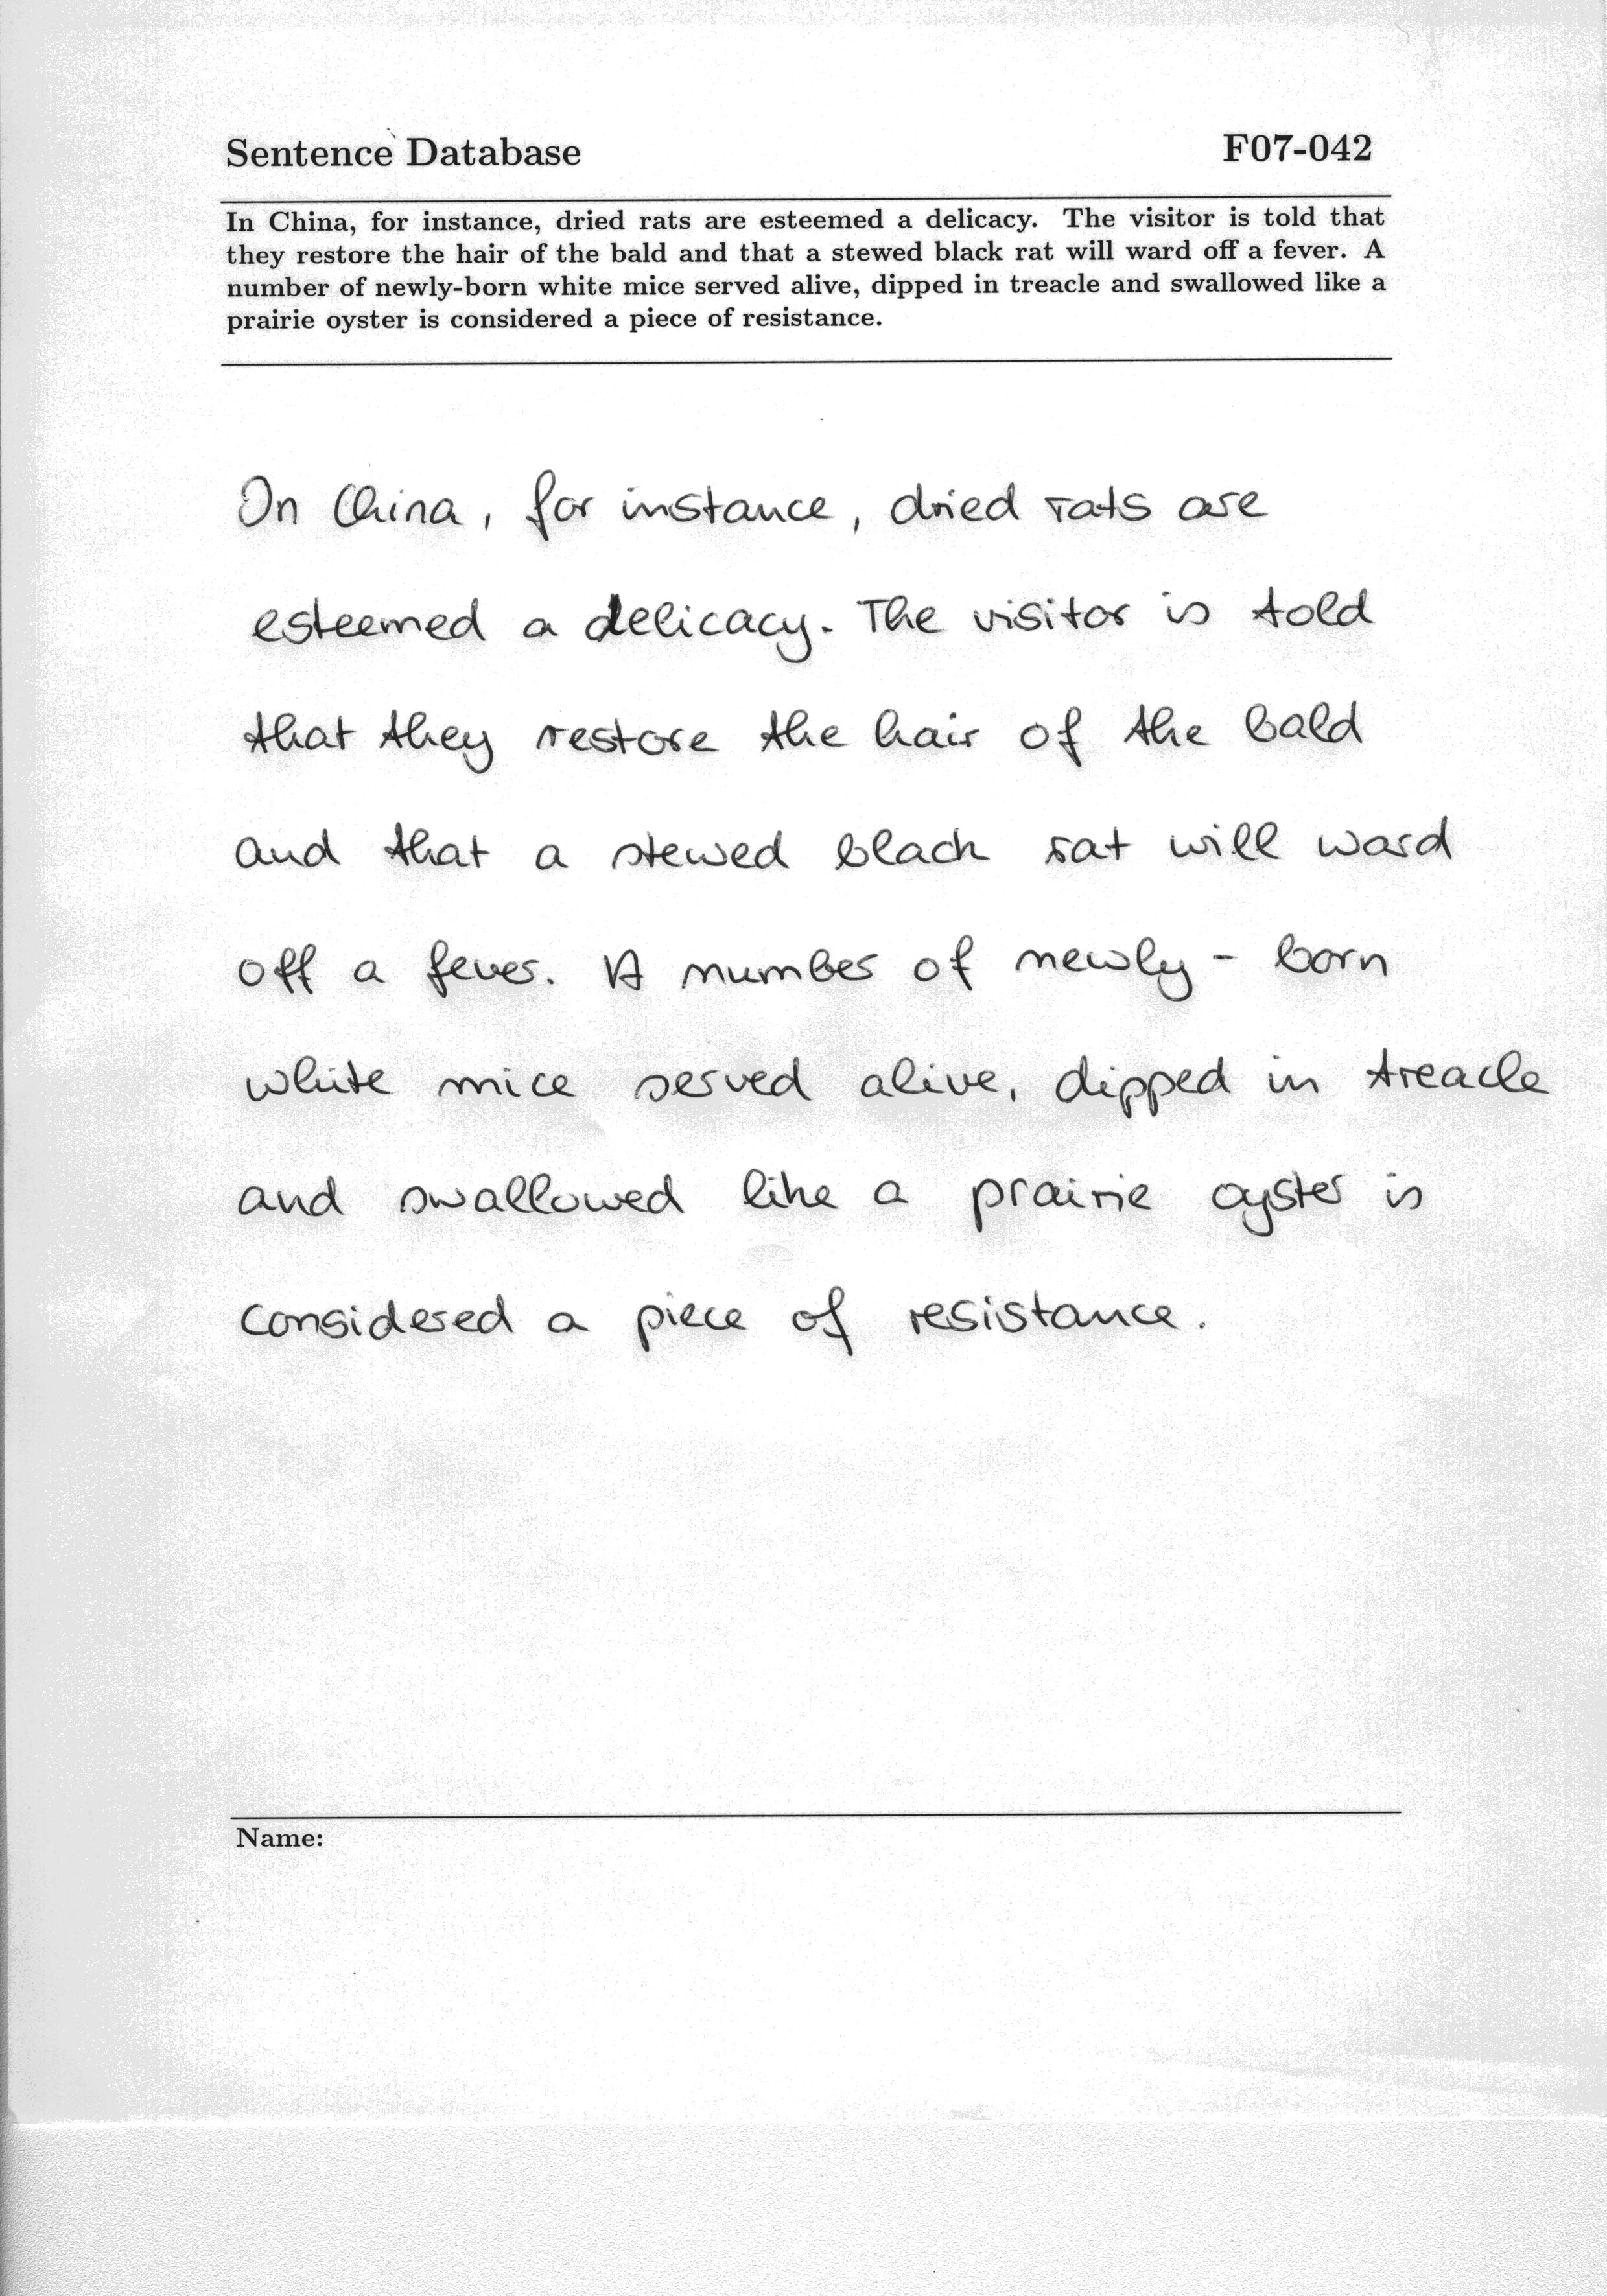 Sentence Database F07-042
In China, for instance, dried rats are esteemed a delicacy. The visitor is told that
they restore the hair of the bald and that a stewed black rat will ward off a fever. A
number of newly-born white mice served alive, dipped in treacle and swallowed like a
prairie oyster is considered a piece of resistance.
In China, for instance, dried rats are
esteemed a delicacy. The visitor is told
that they restore the hair of the bald
and that a stewed black rat will ward
off a fever. A number of newly-born
white mice served alive, dipped in treacle
and swallowed like a prairie oyster is
considered a piece of resistance.
Name: